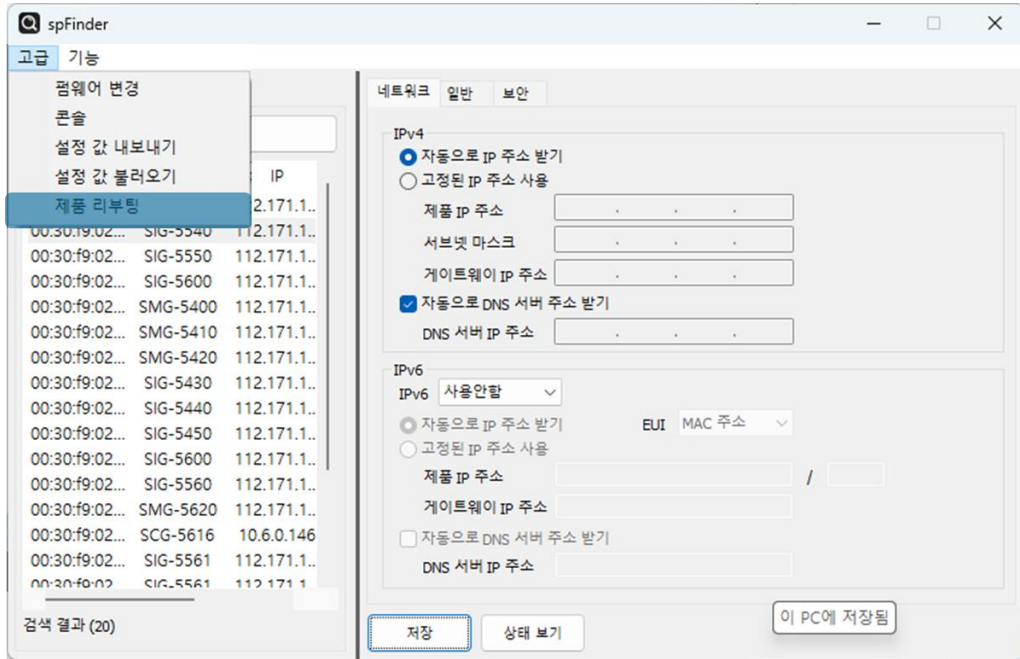 spFinder
고급 기능
펌웨어 변경
콘솔
설정 값 내보내기
설정 값 불러오기
제품 리부팅
IP
2.171.1..
00:30:f9:02... SIG-5540 112.171.1..
00:30:f9:02... SIG-5550 112.171.1..
00:30:f9:02... SIG-5600 112.171.1..
00:30:f9:02... SMG-5400 112.171.1..
00:30:f9:02... SMG-5410 112.171.1..
00:30:f9:02... SMG-5420 112.171.1..
00:30:f9:02... SIG-5430 112.171.1..
00:30:f9:02... SIG-5440 112.171.1..
00:30:f9:02... SIG-5450 112.171.1..
00:30:f9:02... SIG-5600 112.171.1..
00:30:f9:02... SIG-5560 112.171.1..
00:30:f9:02... SMG-5620 112.171.1..
00:30:f9:02... SCG-5616 10.6.0.146
00:30:f9:02... SIG-5561 112.171.1..
00:30:f9:02 SIG-5561 112.171.1
검색 결과 (20)
네트워크 일반 보안
IPv4
자동으로 IP 주소 받기
고정된 IP 주소 사용
제품 IP 주소 . . .
서브넷 마스크 . . .
게이트웨이 IP 주소 . . .
자동으로 DNS 서버 주소 받기
DNS 서버 IP 주소 . . .
IPv6
IPv6 사용안함
자동으로 IP 주소 받기 EUI MAC 주소
고정된 IP 주소 사용
제품 IP 주소 /
게이트웨이 IP 주소
자동으로 DNS 서버 주소 받기
DNS 서버 IP 주소
저장 상태 보기
이 PC에 저장됨